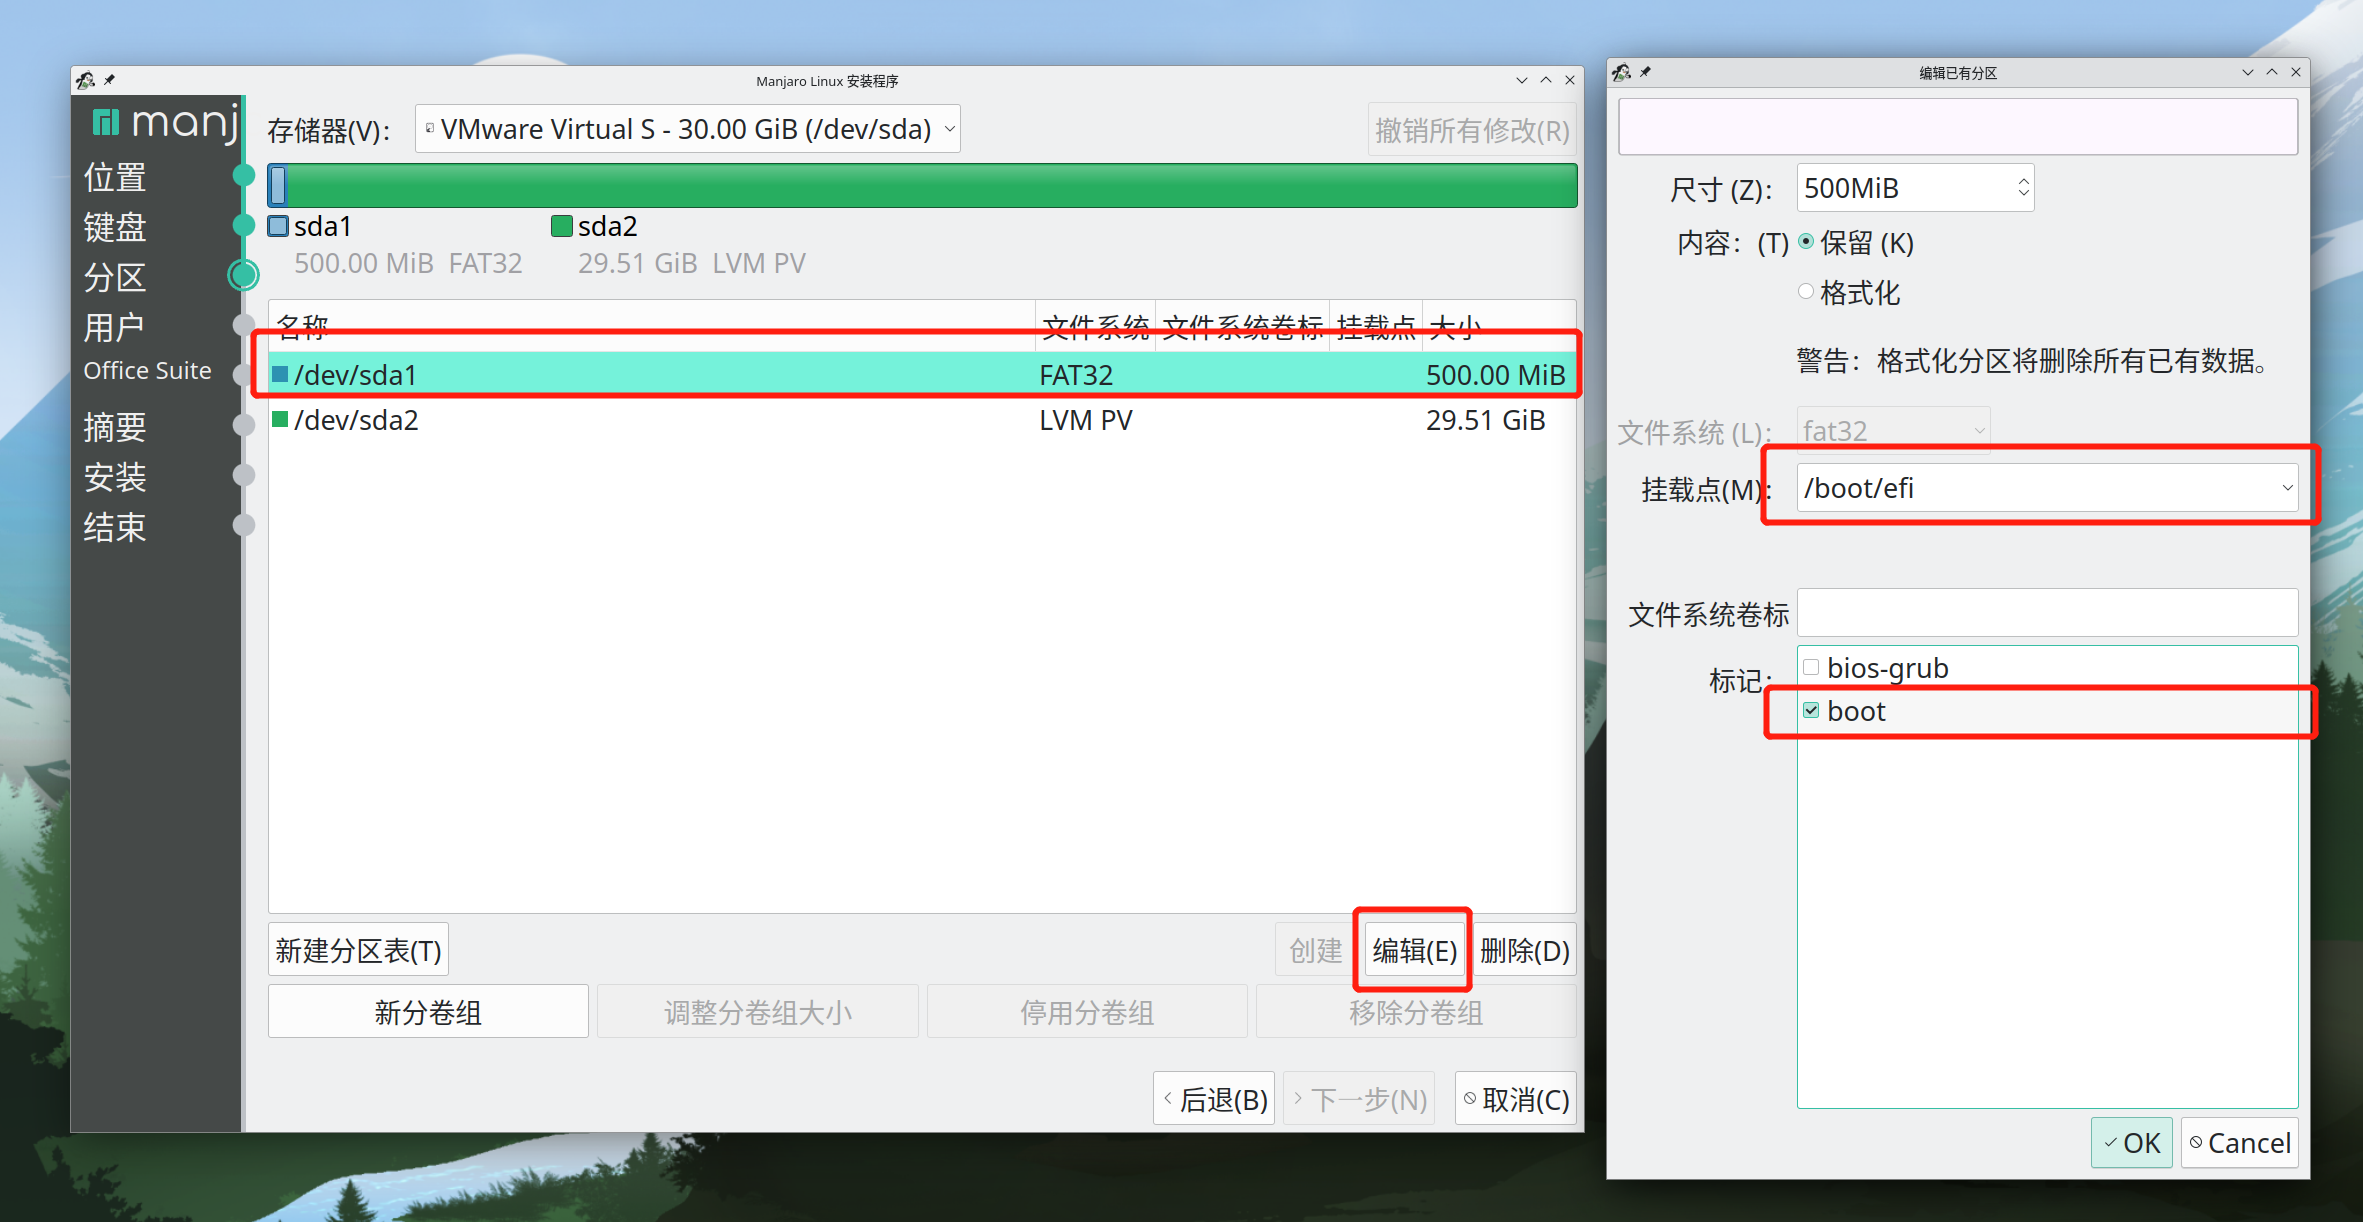 Manjaro Linux 安装程序
manj
位置
键盘
分区
用户
Office Suite
摘要
安装
结束
存储器(V)： VMware Virtual S - 30.00 GiB (/dev/sda) 撤销所有修改(R)
sda1 sda2
500.00 MiB FAT32 29.51 GiB LVM PV
名称 文件系统 文件系统卷标 挂载点 大小
/dev/sda1 FAT32 500.00 MiB
/dev/sda2 LVM PV 29.51 GiB
新建分区表(T) 创建 编辑(E) 删除(D)
新分卷组 调整分卷组大小 停用分卷组 移除分卷组
后退(B) 下一步(N) 取消(C)
编辑已有分区
尺寸 (Z)： 500MiB
内容：(T) 保留 (K)
格式化
警告：格式化分区将删除所有已有数据。
文件系统 (L)： fat32
挂载点(M)： /boot/efi
文件系统卷标
标记： bios-grub
boot
OK Cancel